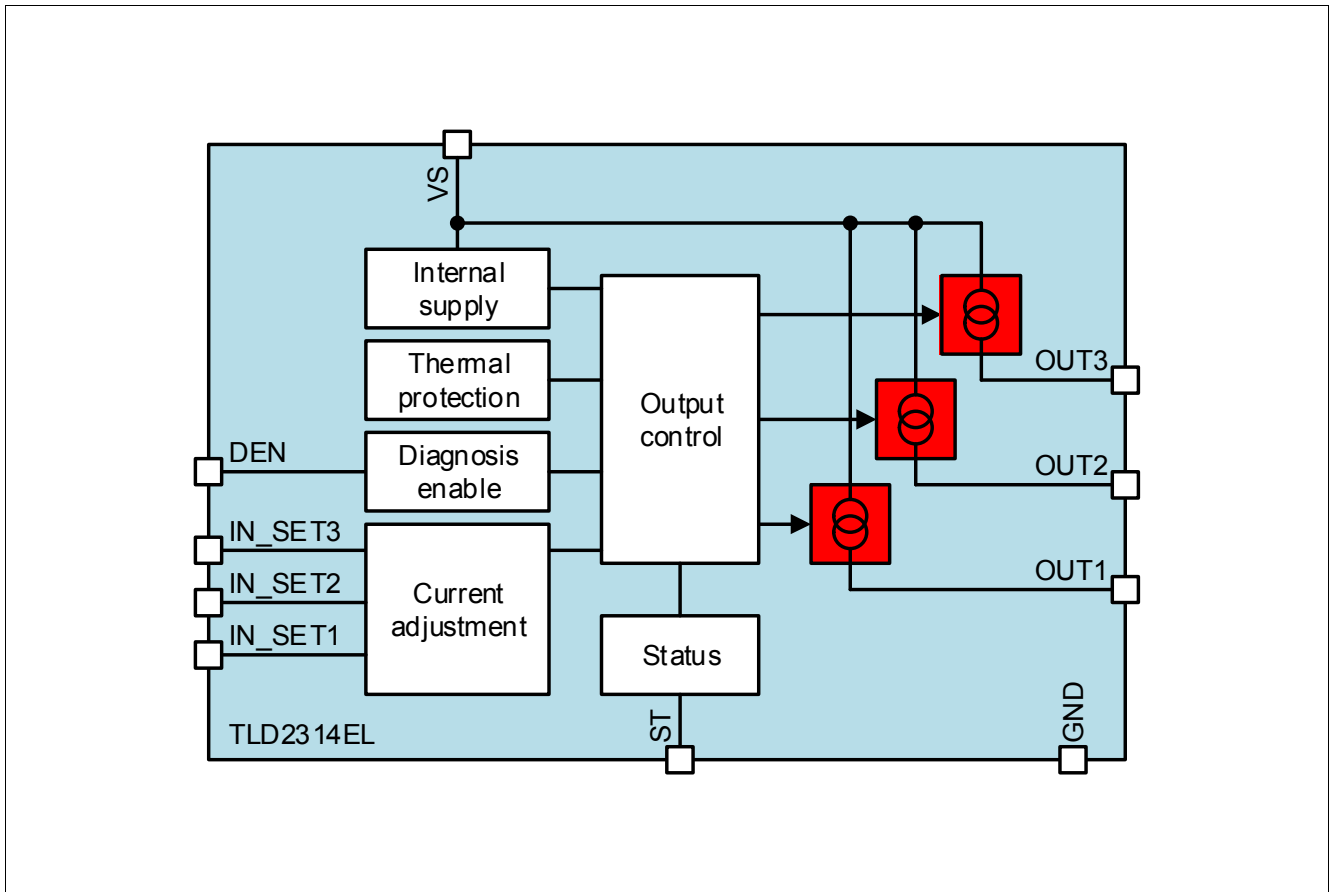 VS
Internal
supply
Thermal
protection
Output
control
OUT3
DEN
Diagnosis
enable
OUT2
IN_SET3
IN_SET2
IN_SET1
Current
adjustment
OUT1
Status
TLD2314EL
ST
GND